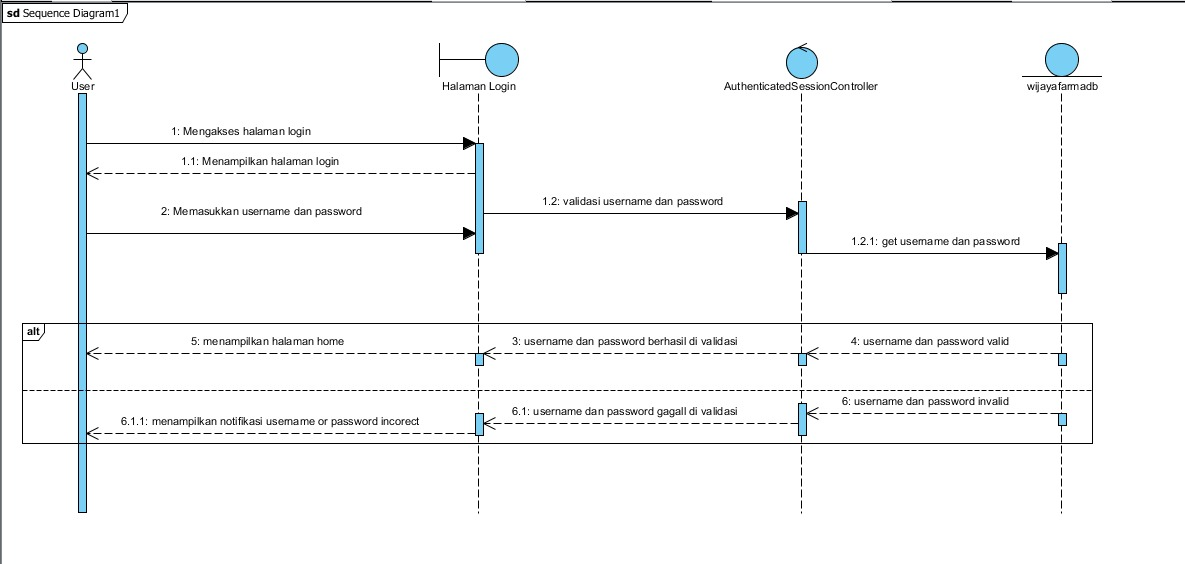 sd Sequence Diagram1
User
Halaman Login
AuthenticatedSessionController
wijayafarmadb
1: Mengakses halaman login
1.1: Menampilkan halaman login
1.2: validasi username dan password
2: Memasukkan username dan password
1.2.1: get username dan password
alt
5: menampilkan halaman home
3: username dan password berhasil di validasi
4: username dan password valid
6: username dan password invalid
6.1: username dan password gagall di validasi
6.1.1: menampilkan notifikasi username or password incorect